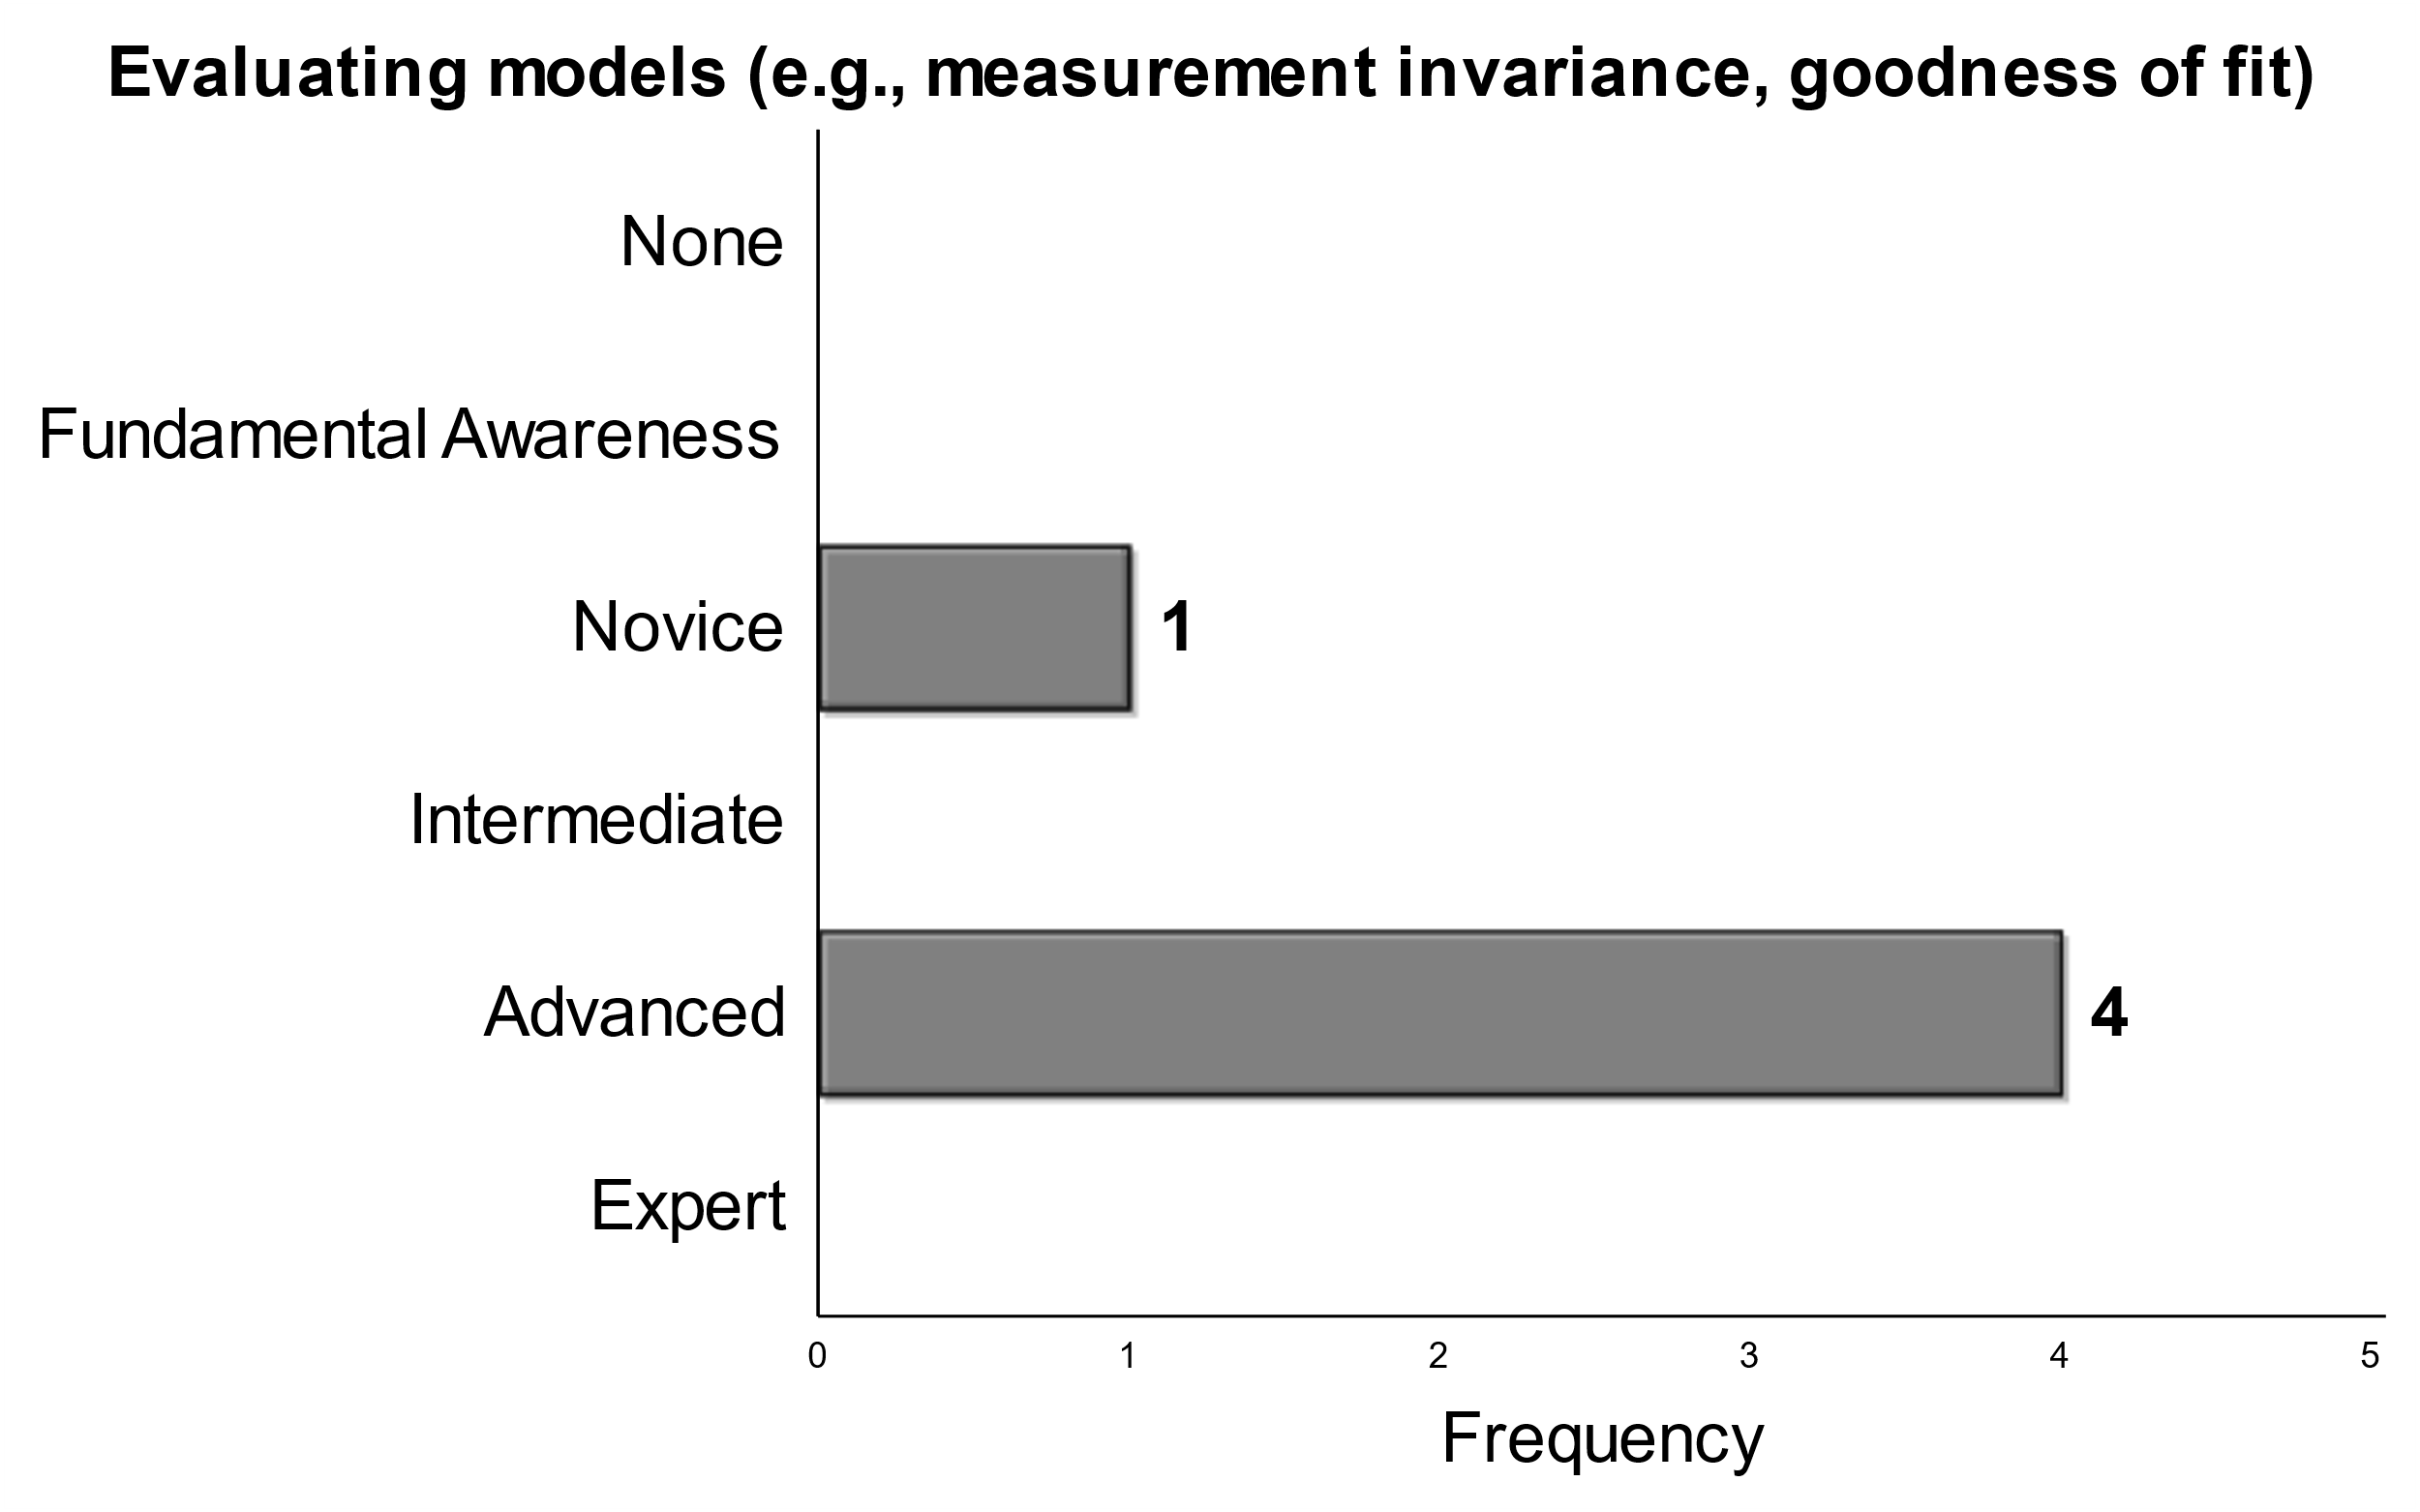 Evaluating models (e.g., measurement invariance, goodness of fit)
None
Fundamental Awareness
Novice 1
Intermediate
Advanced 4
Expert
0 1 2 3 4 5
Frequency